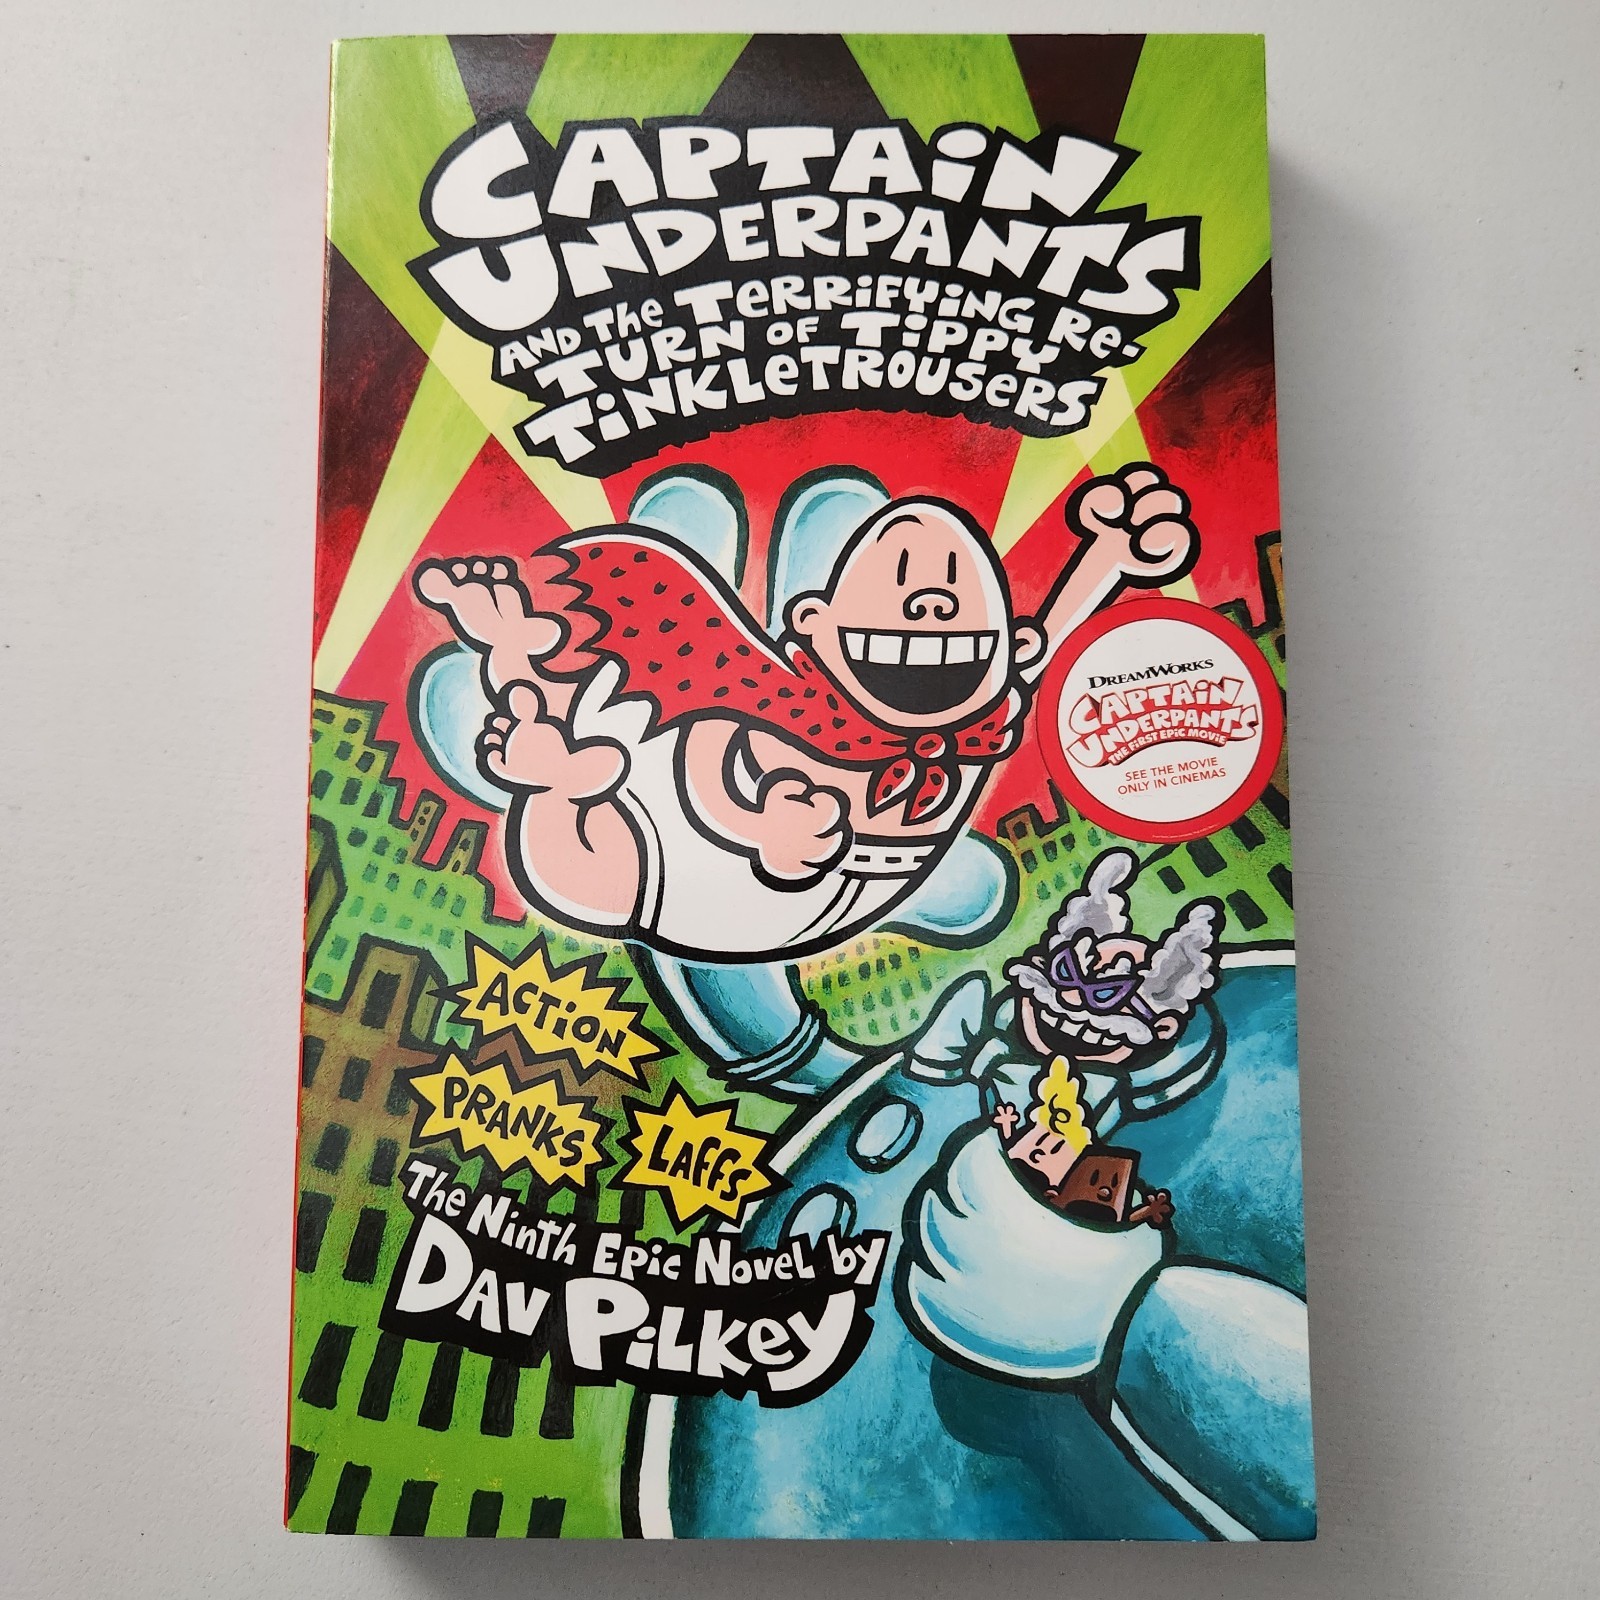 CAPTAiN
UNDERPANTS
AND THe TeRRiFYiNG Re-
TURN OF TiPPY
TiNKLeTROUSeRS
DREAMWORKS
CAPTAiN
UNDERPANTS
THE FiRST EPiC MOViE
SEE THE MOVIE
ONLY IN CINEMAS
ACTiON
PRANKS
LAFFS
The Ninth Epic Novel by
DAV PiLKey